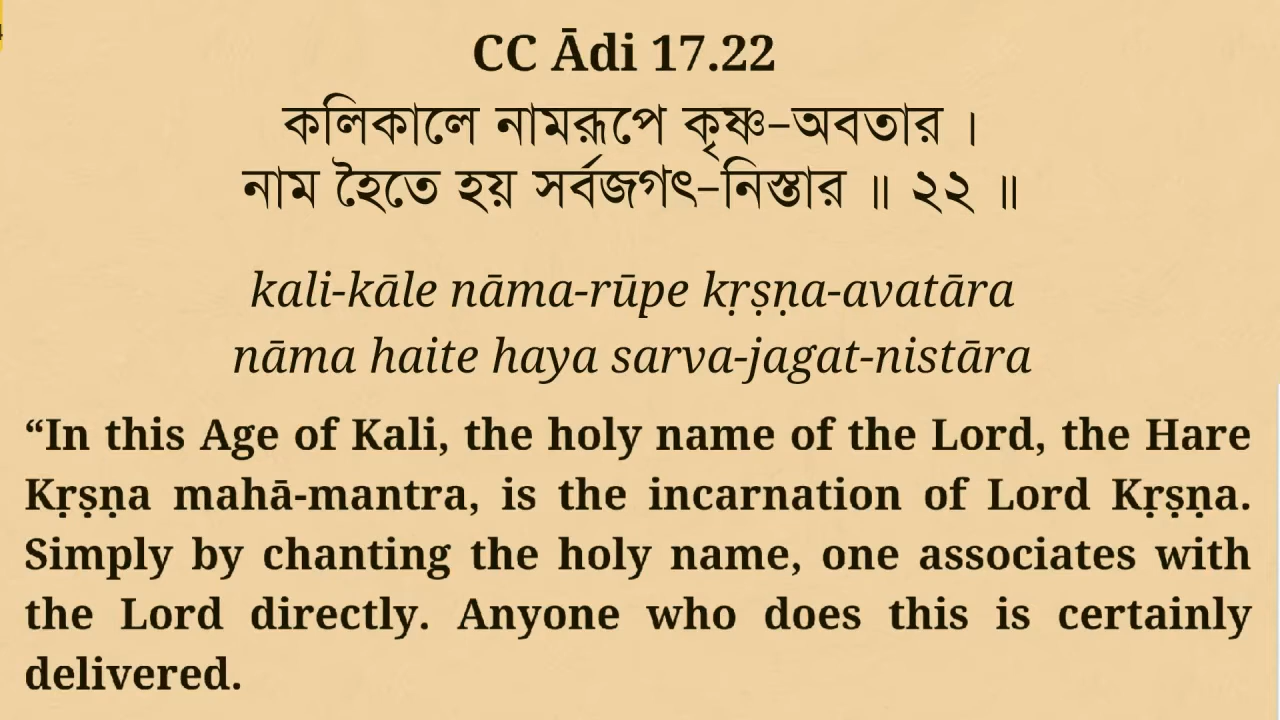 CC Ādi 17.22
কলিকালে নামরূপে কৃষ্ণ-অবতার ।
নাম হৈতে হয় সর্বজগৎ-নিস্তার ॥ ২২ ॥
kali-kāle nāma-rūpe kṛṣṇa-avatāra
nāma haite haya sarva-jagat-nistāra
“In this Age of Kali, the holy name of the Lord, the Hare
Kṛṣṇa mahā-mantra, is the incarnation of Lord Kṛṣṇa.
Simply by chanting the holy name, one associates with
the Lord directly. Anyone who does this is certainly
delivered.